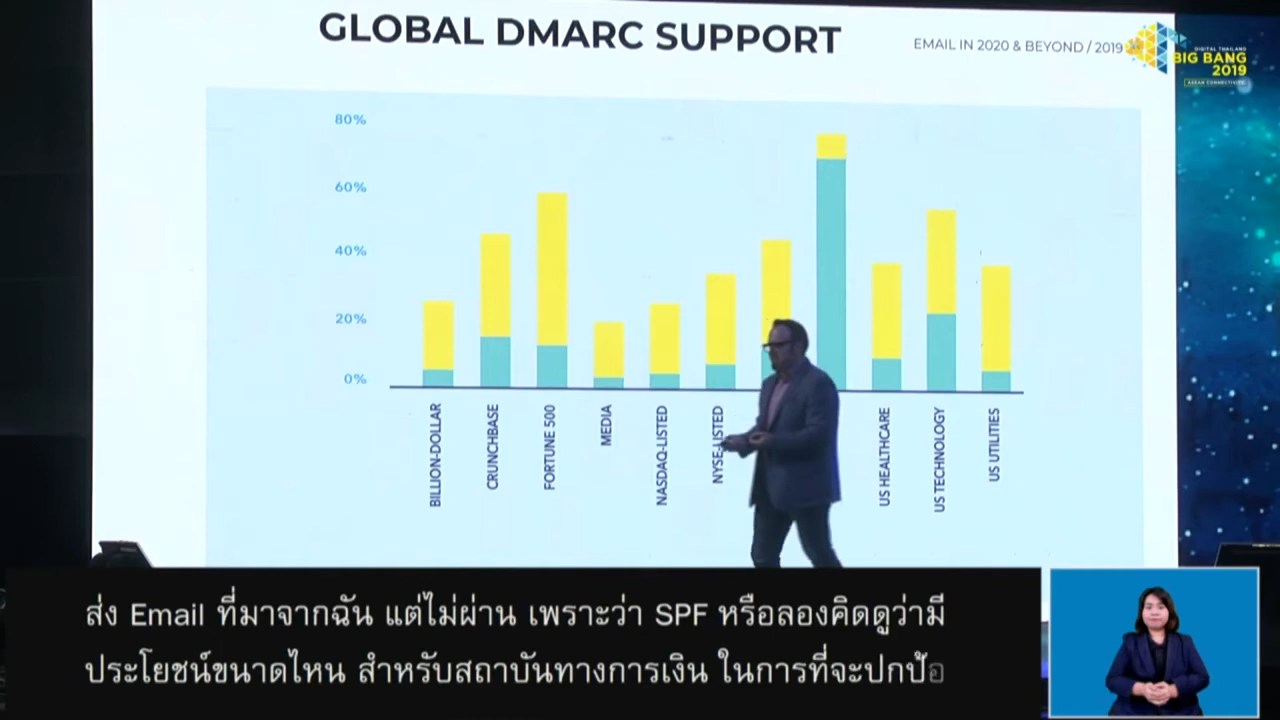 GLOBAL DMARC SUPPORT
EMAIL IN 2020 & BEYOND / 2019
DIGITAL THAILAND
BIG BANG
2019
ASEAN CONNECTIVITY
80%
60%
40%
20%
0%
BILLION-DOLLAR
CRUNCHBASE
FORTUNE 500
MEDIA
NASDAQ-LISTED
NYSE-LISTED
US HEALTHCARE
US TECHNOLOGY
US UTILITIES
ส่ง Email ที่มาจากฉัน แต่ไม่ผ่าน เพราะว่า SPF หรือลองคิดดูว่ามี
ประโยชน์ขนาดไหน สำหรับสถาบันทางการเงิน ในการที่จะปกป้อ